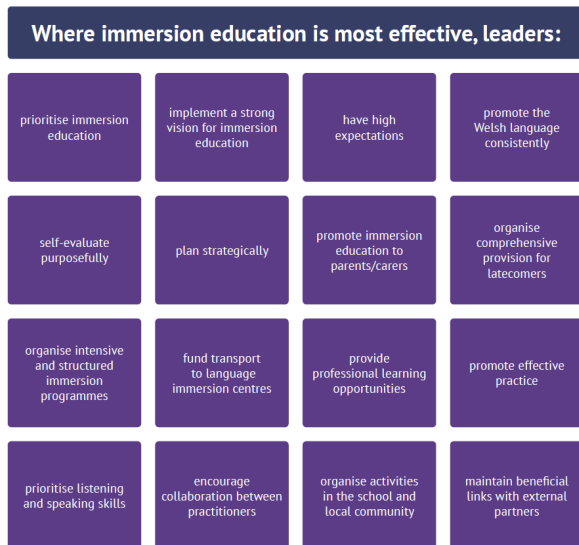 Where immersion education is most effective, leaders:
prioritise immersion
education
implement a strong
vision for immersion
education
have high
expectations
promote the
Welsh language
consistently
self-evaluate
purposefully
plan strategically
promote immersion
education to
parents/carers
organise
comprehensive
provision for
latecomers
organise intensive
and structured
immersion
programmes
fund transport
to language
immersion centres
provide
professional learning
opportunities
promote effective
practice
prioritise listening
and speaking skills
encourage
collaboration between
practitioners
organise activities
in the school and
local community
maintain beneficial
links with external
partners